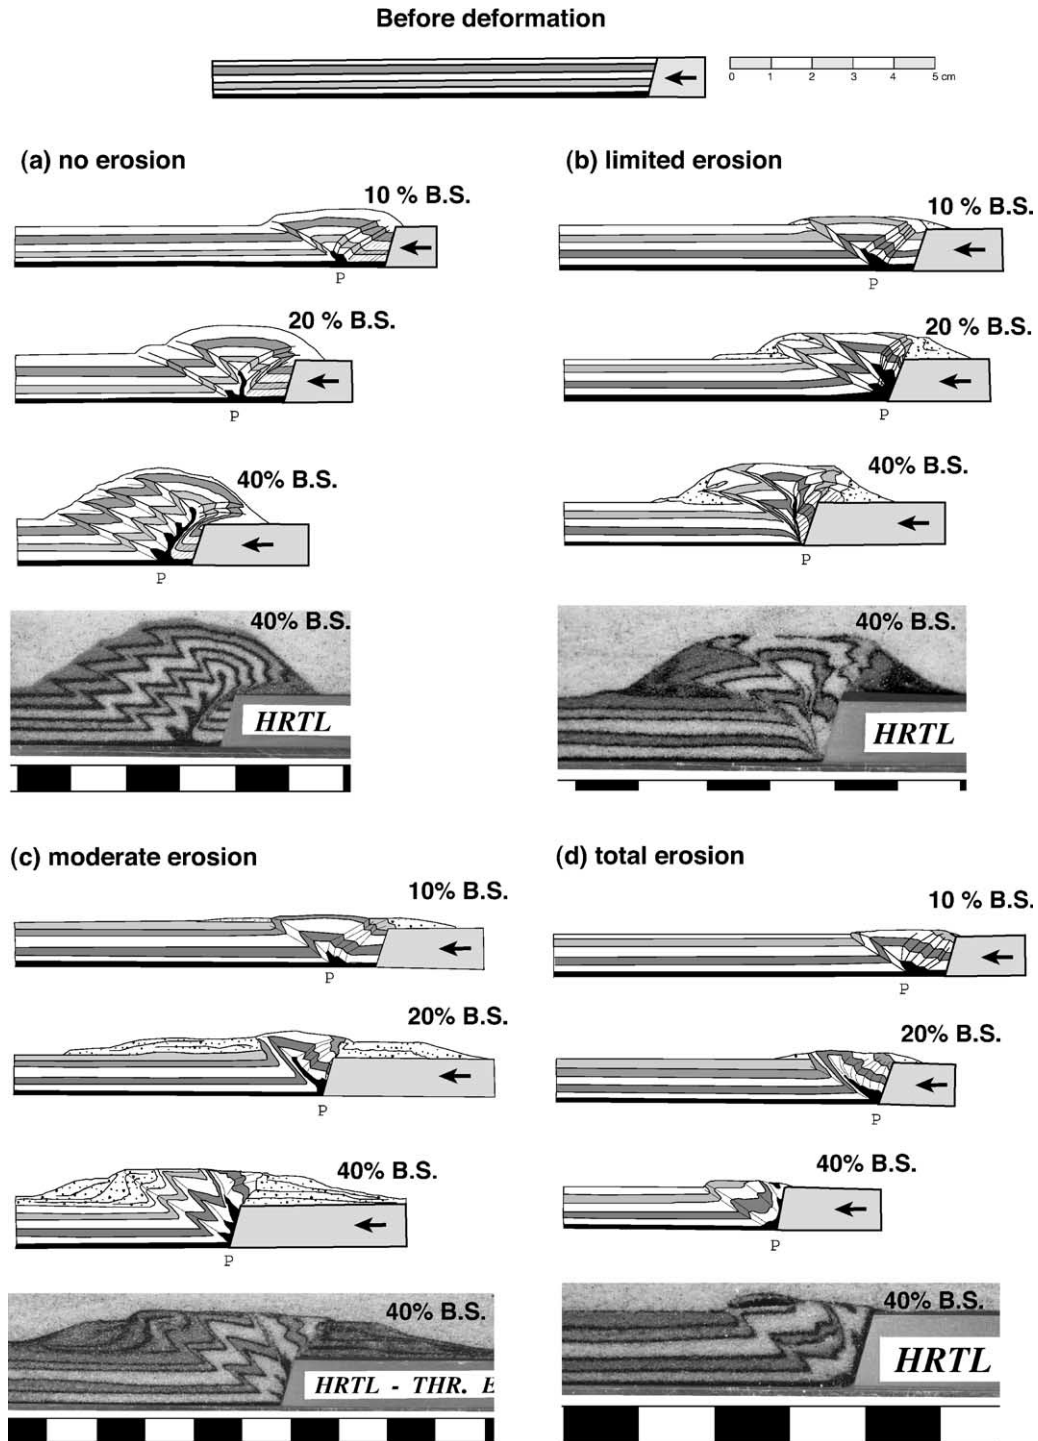 Before deformation
0 1 2 3 4 5 cm
(a) no erosion
10 % B.S.
P
20 % B.S.
P
40% B.S.
P
40% B.S.
HRTL
(b) limited erosion
10 % B.S.
P
20 % B.S.
P
40% B.S.
P
40% B.S.
HRTL
(c) moderate erosion
10% B.S.
P
20% B.S.
P
40% B.S.
P
40% B.S.
HRTL - THR. E
(d) total erosion
10 % B.S.
P
20% B.S.
P
40% B.S.
P
40% B.S.
HRTL